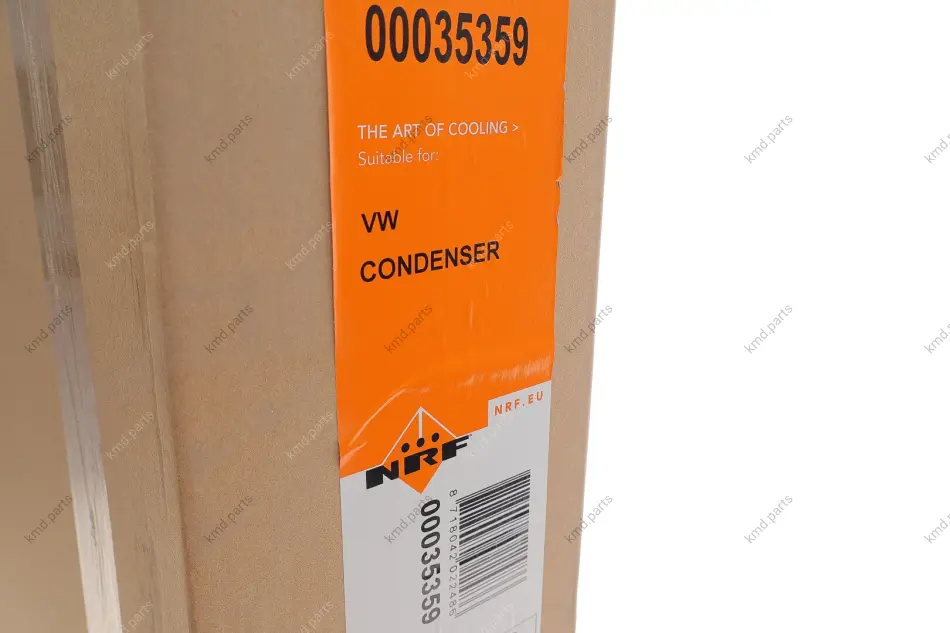 00035359
THE ART OF COOLING >
Suitable for:
VW
CONDENSER
NRF.EU
NRF
00035359
8 718042 022486
kmd.parts